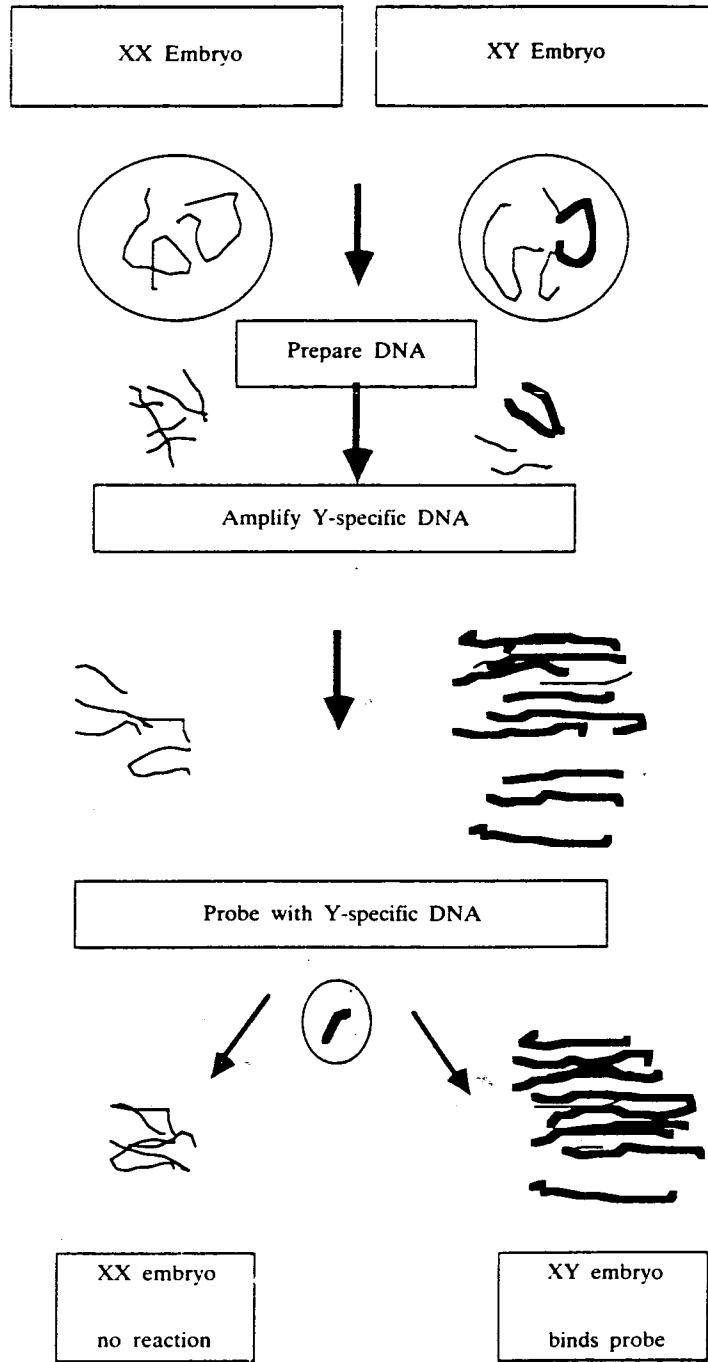 XX Embryo
XY Embryo
Prepare DNA
Amplify Y-specific DNA
Probe with Y-specific DNA
XX embryo
no reaction
XY embryo
binds probe